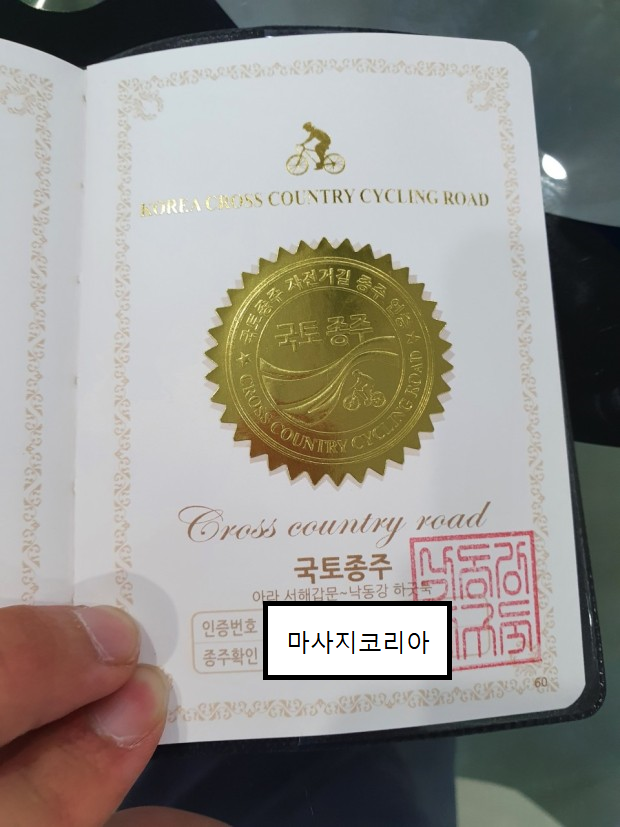 KOREA CROSS COUNTRY CYCLING ROAD
국토종주 자전거길 종주 인증
국토종주
CROSS COUNTRY CYCLING ROAD
Cross country road
국토종주
아라 서해갑문~낙동강 하굿둑
인증번호
종주확인
마사지코리아
60